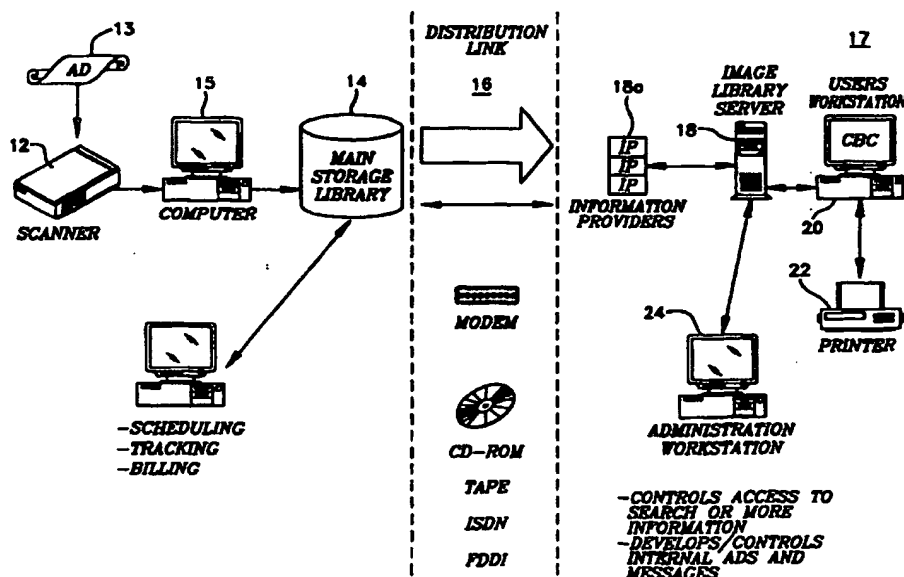 13
AD
12
SCANNER
15
COMPUTER
14
MAIN
STORAGE
LIBRARY
-SCHEDULING
-TRACKING
-BILLING
DISTRIBUTION
LINK
16
MODEM
CD-ROM
TAPE
ISDN
FDDI
17
18a
IP
IP
IP
INFORMATION
PROVIDERS
IMAGE
LIBRARY
SERVER
18
USERS
WORKSTATION
CBC
20
22
PRINTER
24
ADMINISTRATION
WORKSTATION
-CONTROLS ACCESS TO
SEARCH OR MORE
INFORMATION
-DEVELOPS/CONTROLS
INTERNAL ADS AND
MESSAGES